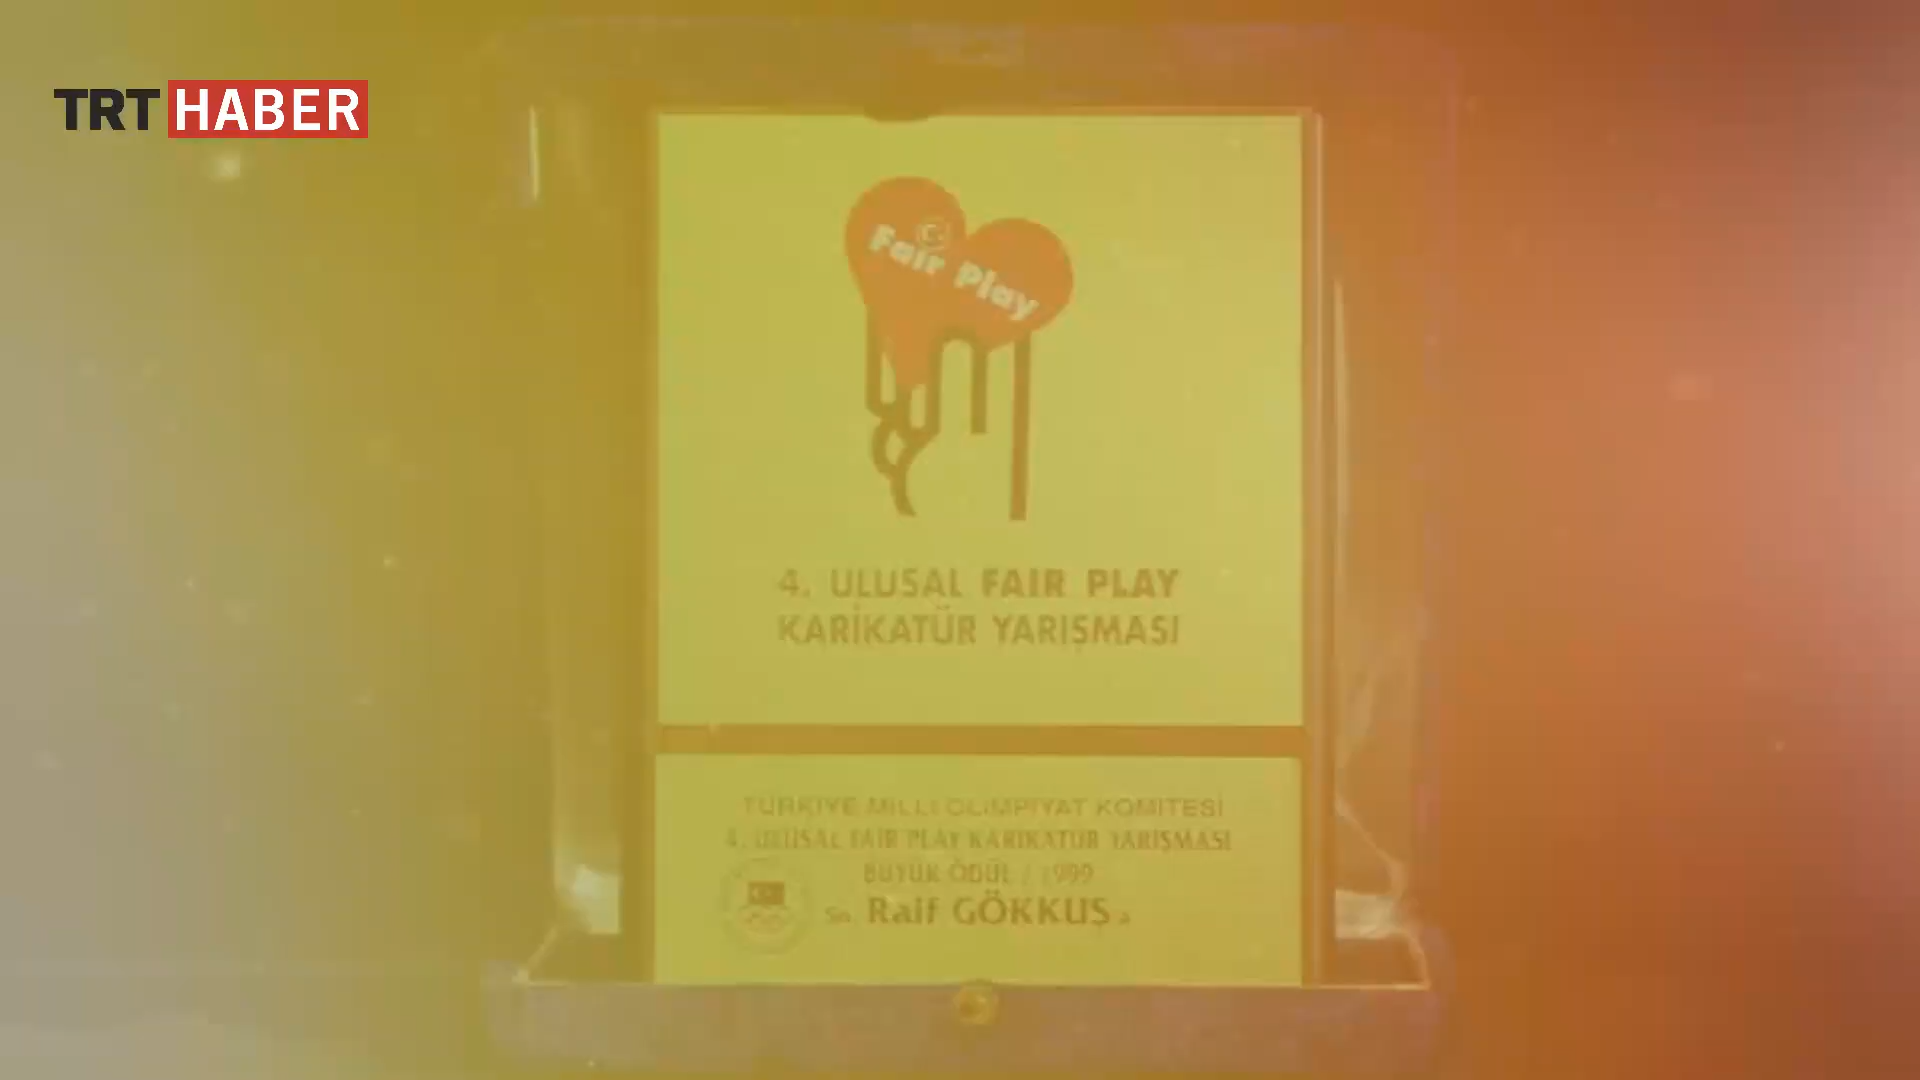 TRT HABER
Fair Play
4. ULUSAL FAIR PLAY
KARİKATÜR YARIŞMASI
TÜRKİYE MİLLİ OLİMPİYAT KOMİTESİ
4. ULUSAL FAIR PLAY KARİKATÜR YARIŞMASI
BÜYÜK ÖDÜL / 1999
Sn. Raif GÖKKUŞ'a